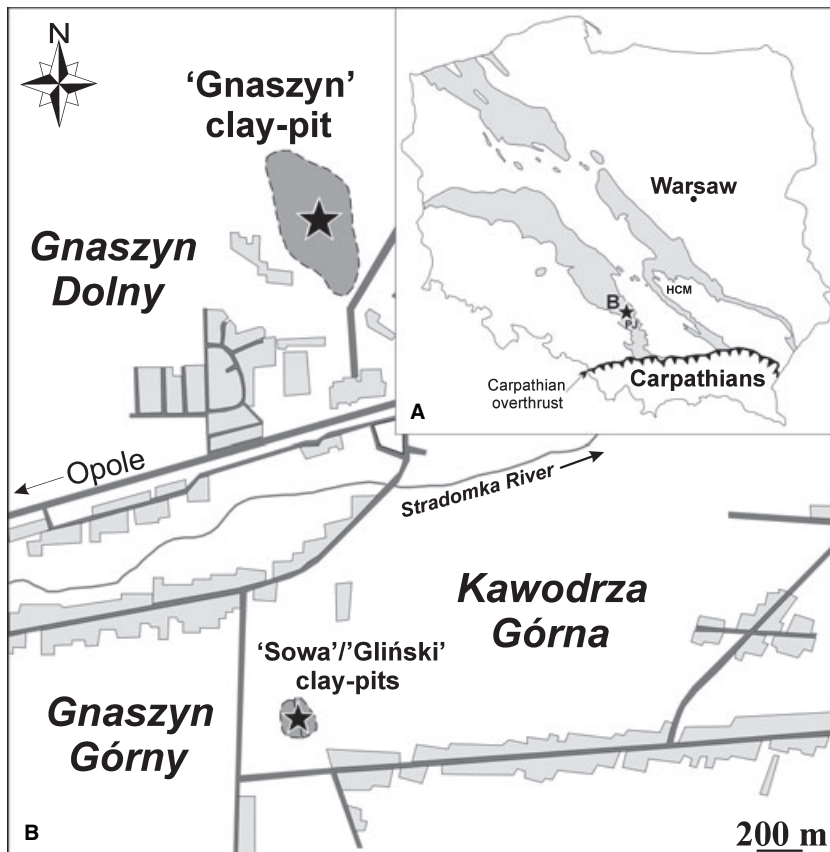 N
‘Gnaszyn’
clay-pit
Gnaszyn
Dolny
Warsaw
HCM
B
PJ
Carpathians
Carpathian
overthrust
A
Opole
Stradomka River
Kawodrza
Górna
‘Sowa’/’Gliński’
clay-pits
Gnaszyn
Górny
B
200 m